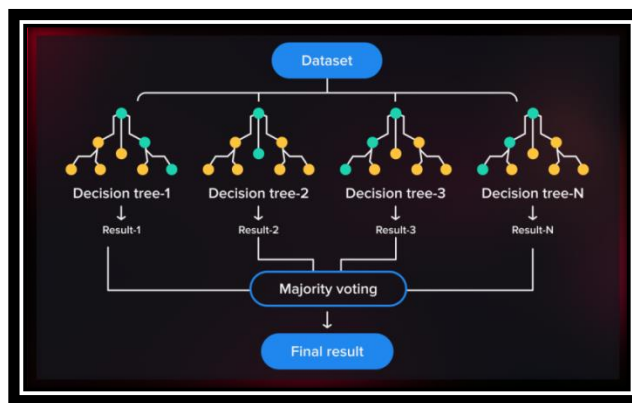 Dataset
Decision tree-1
Decision tree-2
Decision tree-3
Decision tree-N
Result-1
Result-2
Result-3
Result-N
Majority voting
Final result